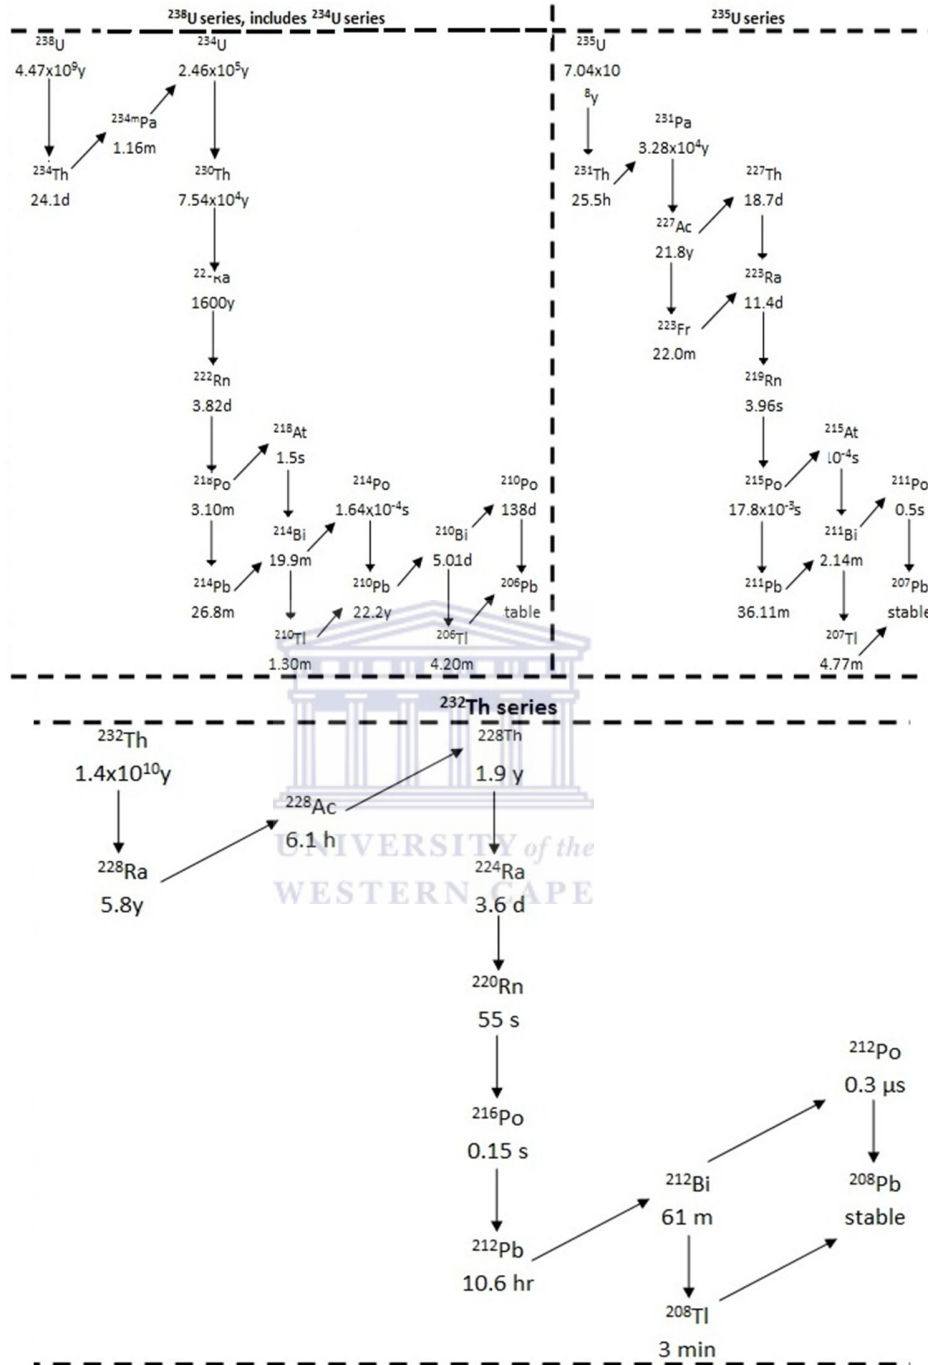 ²³⁸U series, includes ²³⁴U series
²³⁵U series
²³⁸U
4.47x10⁹y
²³⁴Th
24.1d
²³⁴ᵐPa
1.16m
²³⁴U
2.46x10⁵y
²³⁰Th
7.54x10⁴y
1600y
²²²Rn
3.82d
²¹⁸Po
3.10m
²¹⁴Pb
26.8m
²¹⁸At
1.5s
²¹⁴Bi
19.9m
²¹⁰Tl
1.30m
²¹⁴Po
1.64x10⁻⁴s
²¹⁰Pb
22.2y
²¹⁰Bi
5.01d
²⁰⁶Tl
4.20m
²¹⁰Po
138d
²⁰⁶Pb
table
²³⁵U
7.04x10
⁸y
²³¹Th
25.5h
²³¹Pa
3.28x10⁴y
²²⁷Ac
21.8y
²²³Fr
22.0m
²²⁷Th
18.7d
²²³Ra
11.4d
²¹⁹Rn
3.96s
²¹⁵Po
17.8x10⁻³s
²¹¹Pb
36.11m
²¹⁵At
10⁻⁴s
²¹¹Bi
2.14m
²⁰⁷Tl
4.77m
²¹¹Po
0.5s
²⁰⁷Pb
stable
²³²Th series
²³²Th
1.4x10¹⁰y
²²⁸Ra
5.8y
²²⁸Ac
6.1 h
²²⁸Th
1.9 y
²²⁴Ra
3.6 d
²²⁰Rn
55 s
²¹⁶Po
0.15 s
²¹²Pb
10.6 hr
²¹²Bi
61 m
²⁰⁸Tl
3 min
²¹²Po
0.3 µs
²⁰⁸Pb
stable
UNIVERSITY of the
WESTERN CAPE